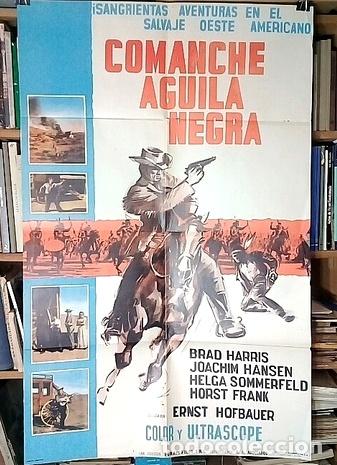 ¡SANGRIENTAS AVENTURAS EN EL
SALVAJE OESTE AMERICANO
COMANCHE
AGUILA
NEGRA
BRAD HARRIS
JOACHIM HANSEN
HELGA SOMMERFELD
HORST FRANK
ERNST HOFBAUER
COLOR Y ULTRASCOPE
todocoleccion